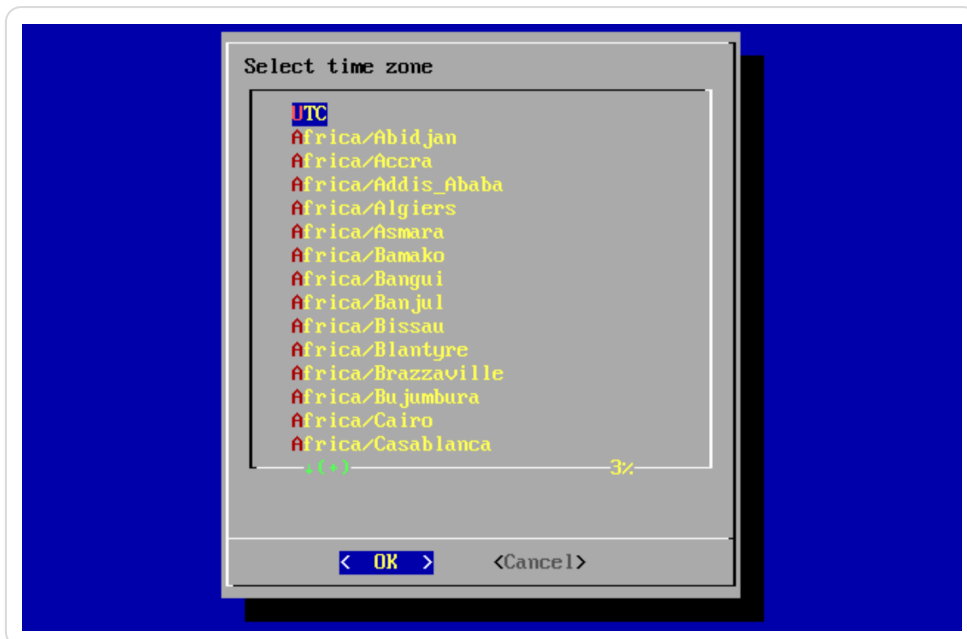 Select time zone
UTC
Africa/Abidjan
Africa/Accra
Africa/Addis_Ababa
Africa/Algiers
Africa/Asmara
Africa/Bamako
Africa/Bangui
Africa/Banjul
Africa/Bissau
Africa/Blantyre
Africa/Brazzaville
Africa/Bujumbura
Africa/Cairo
Africa/Casablanca
↓(+) 3%
< OK > <Cancel>